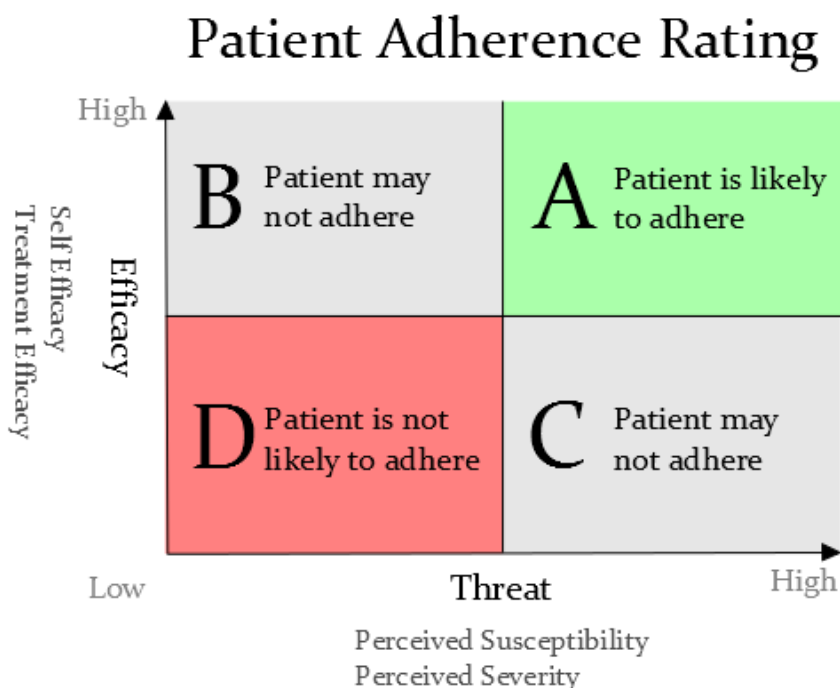 Patient Adherence Rating
High
B
Patient may
not adhere
A
Patient is likely
to adhere
Self Efficacy
Treatment Efficacy
Efficacy
D
Patient is not
likely to adhere
C
Patient may
not adhere
Low
Threat
High
Perceived Susceptibility
Perceived Severity